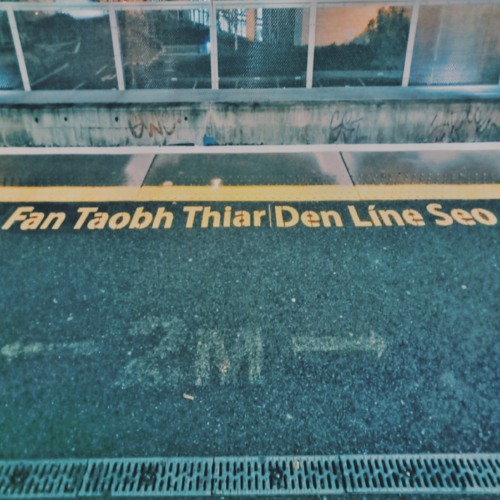 Fan Taobh Thiar Den Líne Seo
2M